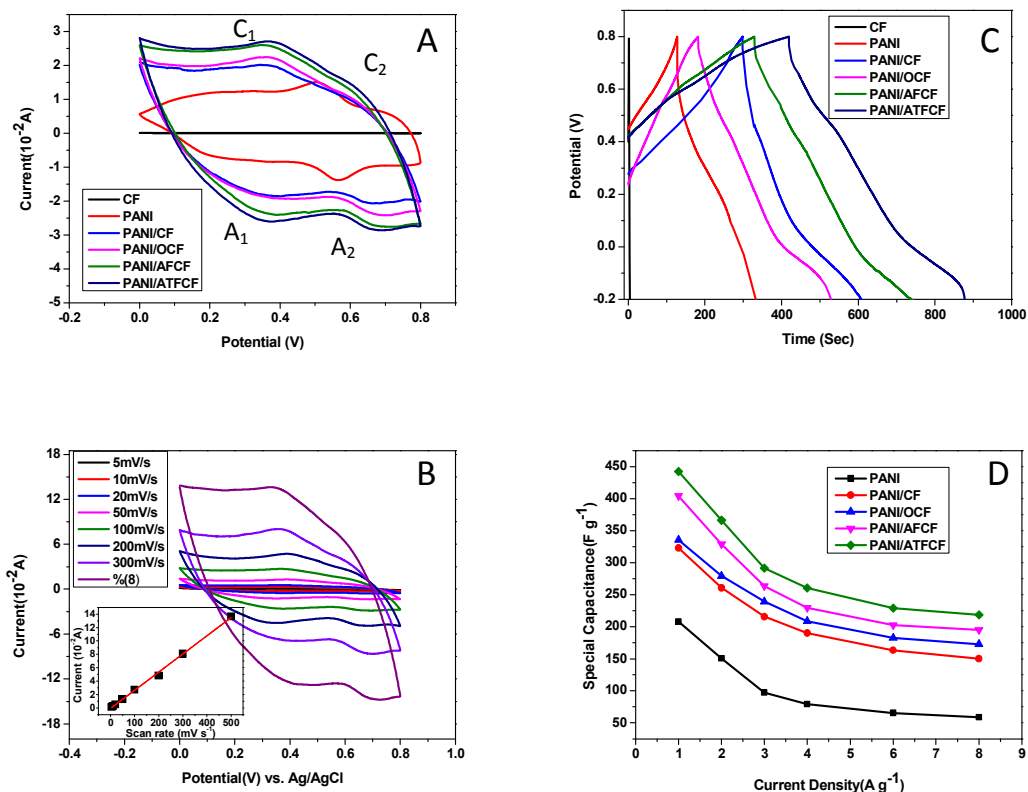 A
C1
C2
A1
A2
3
2
1
0
-1
-2
-3
-4
-5
Current(10-2A)
CF
PANI
PANI/CF
PANI/OCF
PANI/AFCF
PANI/ATFCF
-0.2 0.0 0.2 0.4 0.6 0.8 1.0
Potential (V)
C
0.8
0.6
0.4
0.2
0.0
-0.2
Potential (V)
CF
PANI
PANI/CF
PANI/OCF
PANI/AFCF
PANI/ATFCF
0 200 400 600 800 1000
Time (Sec)
B
18
12
6
0
-6
-12
-18
Current(10-2A)
5mV/s
10mV/s
20mV/s
50mV/s
100mV/s
200mV/s
300mV/s
%(8)
14
12
10
8
6
4
2
0
Current (10-2A)
0 100 200 300 400 500
Scan rate (mV s-1)
-0.4 -0.2 0.0 0.2 0.4 0.6 0.8 1.0
Potential(V) vs. Ag/AgCl
D
450
400
350
300
250
200
150
100
50
Special Capacitance(F g-1)
PANI
PANI/CF
PANI/OCF
PANI/AFCF
PANI/ATFCF
0 1 2 3 4 5 6 7 8 9
Current Density(A g-1)